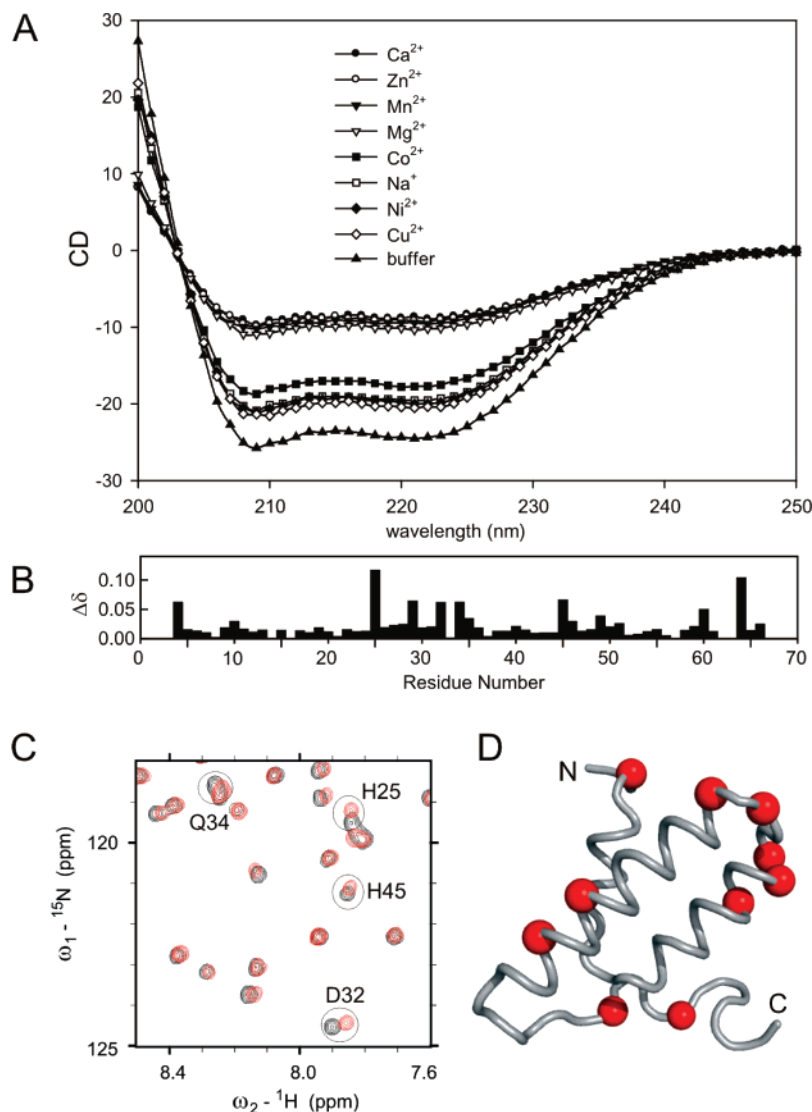 A
30
20
10
0
-10
-20
-30
CD
Ca²⁺
Zn²⁺
Mn²⁺
Mg²⁺
Co²⁺
Na⁺
Ni²⁺
Cu²⁺
buffer
200 210 220 230 240 250
wavelength (nm)
B
0.10
0.05
0.00
Δδ
0 10 20 30 40 50 60 70
Residue Number
C
Q34
H25
H45
D32
120
125
ω₁ - ¹⁵N (ppm)
8.4 8.0 7.6
ω₂ - ¹H (ppm)
D
N
C